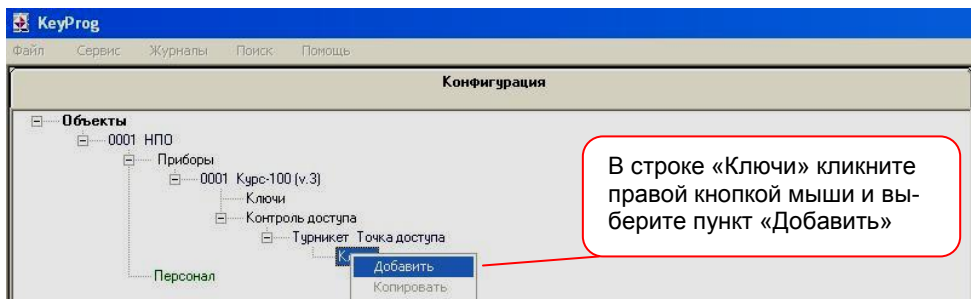 KeyProg
Файл Сервис Журналы Поиск Помощь
Конфигурация
Объекты
0001 НПО
Приборы
0001 Курс-100 (v.3)
Ключи
Контроль доступа
Турникет Точка доступа
Добавить
Копировать
Персонал
В строке «Ключи» кликните
правой кнопкой мыши и вы-
берите пункт «Добавить»